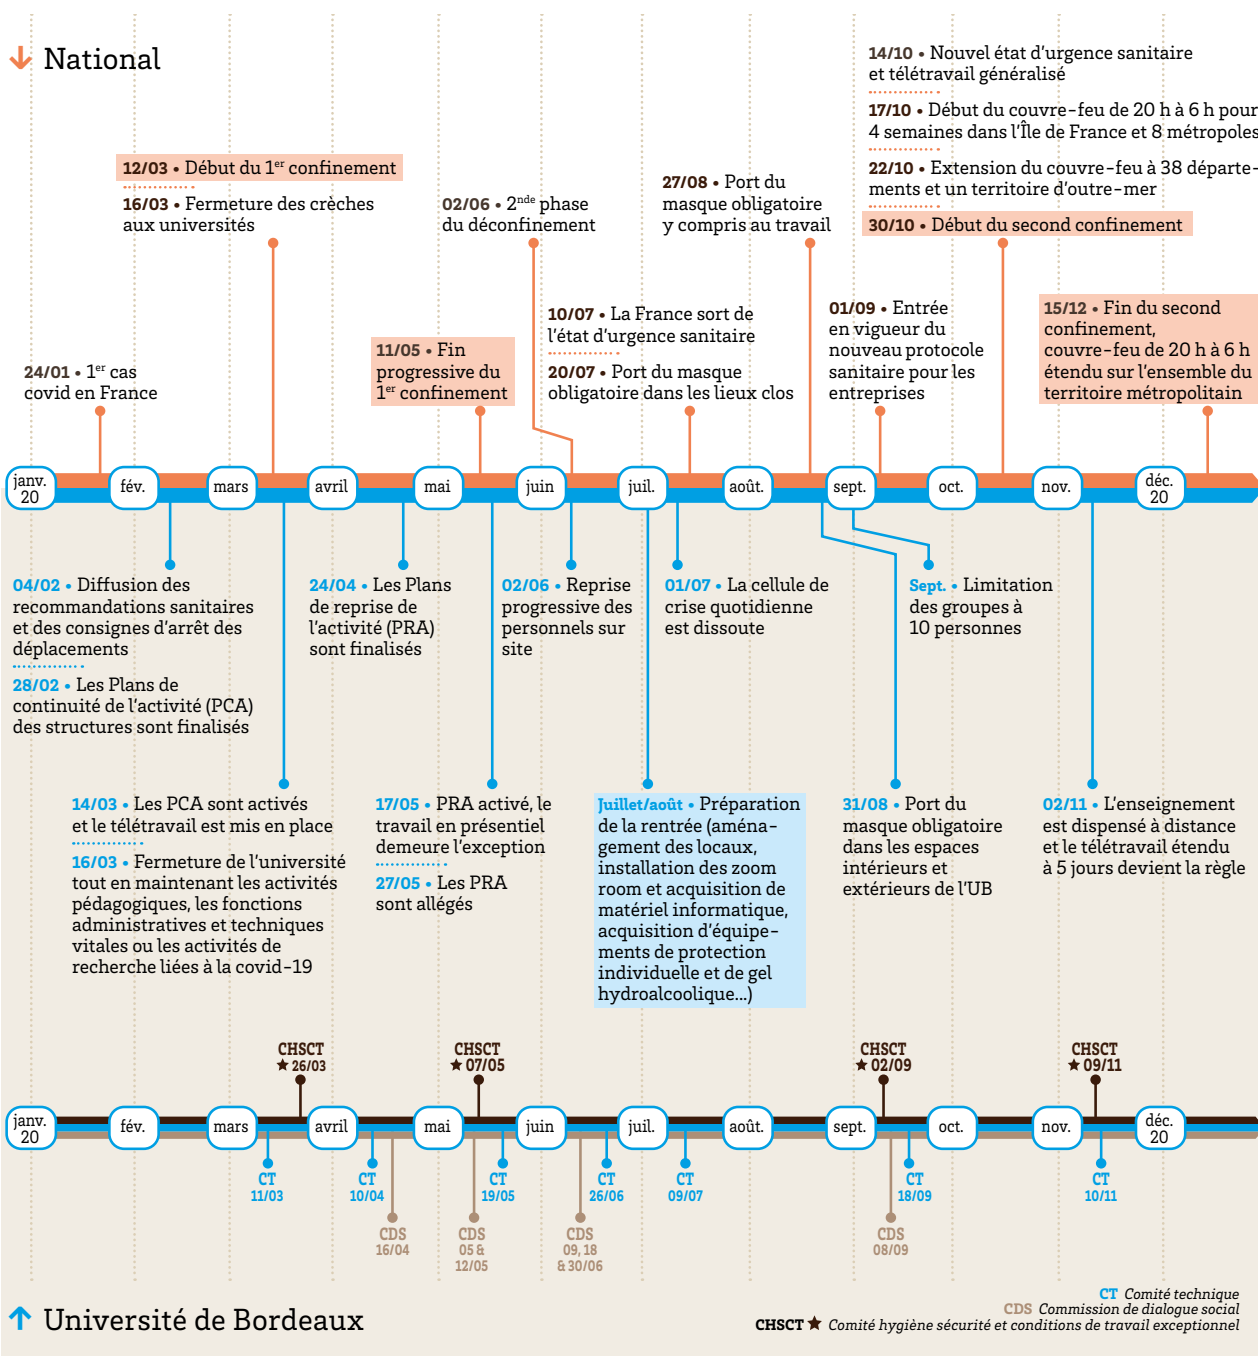 National
14/10 • Nouvel état d’urgence sanitaire
et télétravail généralisé
17/10 • Début du couvre-feu de 20 h à 6 h pour
4 semaines dans l’Île de France et 8 métropoles
22/10 • Extension du couvre-feu à 38 départe-
ments et un territoire d’outre-mer
30/10 • Début du second confinement
12/03 • Début du 1er confinement
16/03 • Fermeture des crèches
aux universités
02/06 • 2nde phase
du déconfinement
27/08 • Port du
masque obligatoire
y compris au travail
24/01 • 1er cas
covid en France
11/05 • Fin
progressive du
1er confinement
10/07 • La France sort de
l’état d’urgence sanitaire
20/07 • Port du masque
obligatoire dans les lieux clos
01/09 • Entrée
en vigueur du
nouveau protocole
sanitaire pour les
entreprises
15/12 • Fin du second
confinement,
couvre-feu de 20 h à 6 h
étendu sur l’ensemble du
territoire métropolitain
janv.
20
fév.
mars
avril
mai
juin
juil.
août.
sept.
oct.
nov.
déc.
20
04/02 • Diffusion des
recommandations sanitaires
et des consignes d’arrêt des
déplacements
28/02 • Les Plans de
continuité de l’activité (PCA)
des structures sont finalisés
24/04 • Les Plans
de reprise de
l’activité (PRA)
sont finalisés
02/06 • Reprise
progressive des
personnels sur
site
01/07 • La cellule de
crise quotidienne
est dissoute
Sept. • Limitation
des groupes à
10 personnes
14/03 • Les PCA sont activés
et le télétravail est mis en place
16/03 • Fermeture de l’université
tout en maintenant les activités
pédagogiques, les fonctions
administratives et techniques
vitales ou les activités de
recherche liées à la covid-19
17/05 • PRA activé, le
travail en présentiel
demeure l’exception
27/05 • Les PRA
sont allégés
Juillet/août • Préparation
de la rentrée (aména-
gement des locaux,
installation des zoom
room et acquisition de
matériel informatique,
acquisition d’équipe-
ments de protection
individuelle et de gel
hydroalcoolique...)
31/08 • Port du
masque obligatoire
dans les espaces
intérieurs et
extérieurs de l’UB
02/11 • L’enseignement
est dispensé à distance
et le télétravail étendu
à 5 jours devient la règle
CHSCT
★ 26/03
CHSCT
★ 07/05
CHSCT
★ 02/09
CHSCT
★ 09/11
janv.
20
fév.
mars
avril
mai
juin
juil.
août.
sept.
oct.
nov.
déc.
20
CT
11/03
CT
10/04
CT
19/05
CT
26/06
CT
09/07
CT
18/09
CT
10/11
CDS
16/04
CDS
05 &
12/05
CDS
09, 18
& 30/06
CDS
08/09
Université de Bordeaux
CT Comité technique
CDS Commission de dialogue social
CHSCT ★ Comité hygiène sécurité et conditions de travail exceptionnel